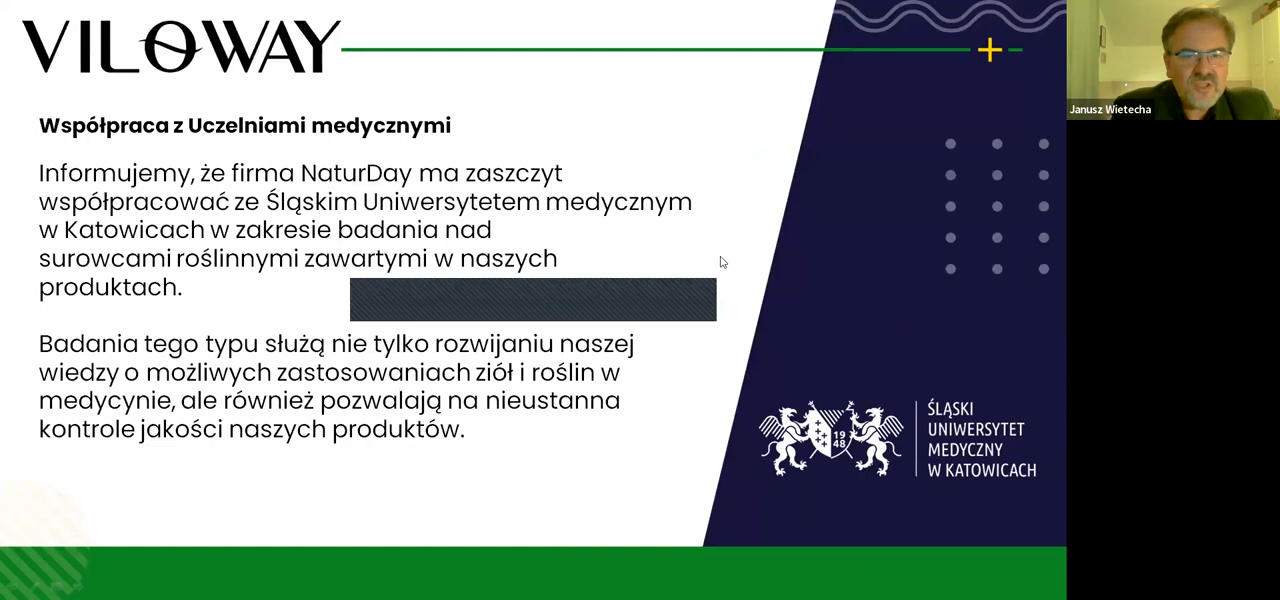 VILOWAY
Współpraca z Uczelniami medycznymi
Informujemy, że firma NaturDay ma zaszczyt
współpracować ze Śląskim Uniwersytetem medycznym
w Katowicach w zakresie badania nad
surowcami roślinnymi zawartymi w naszych
produktach.
Badania tego typu służą nie tylko rozwijaniu naszej
wiedzy o możliwych zastosowaniach ziół i roślin w
medycynie, ale również pozwalają na nieustanna
kontrole jakości naszych produktów.
19
48
ŚLĄSKI
UNIWERSYTET
MEDYCZNY
W KATOWICACH
Janusz Wietecha